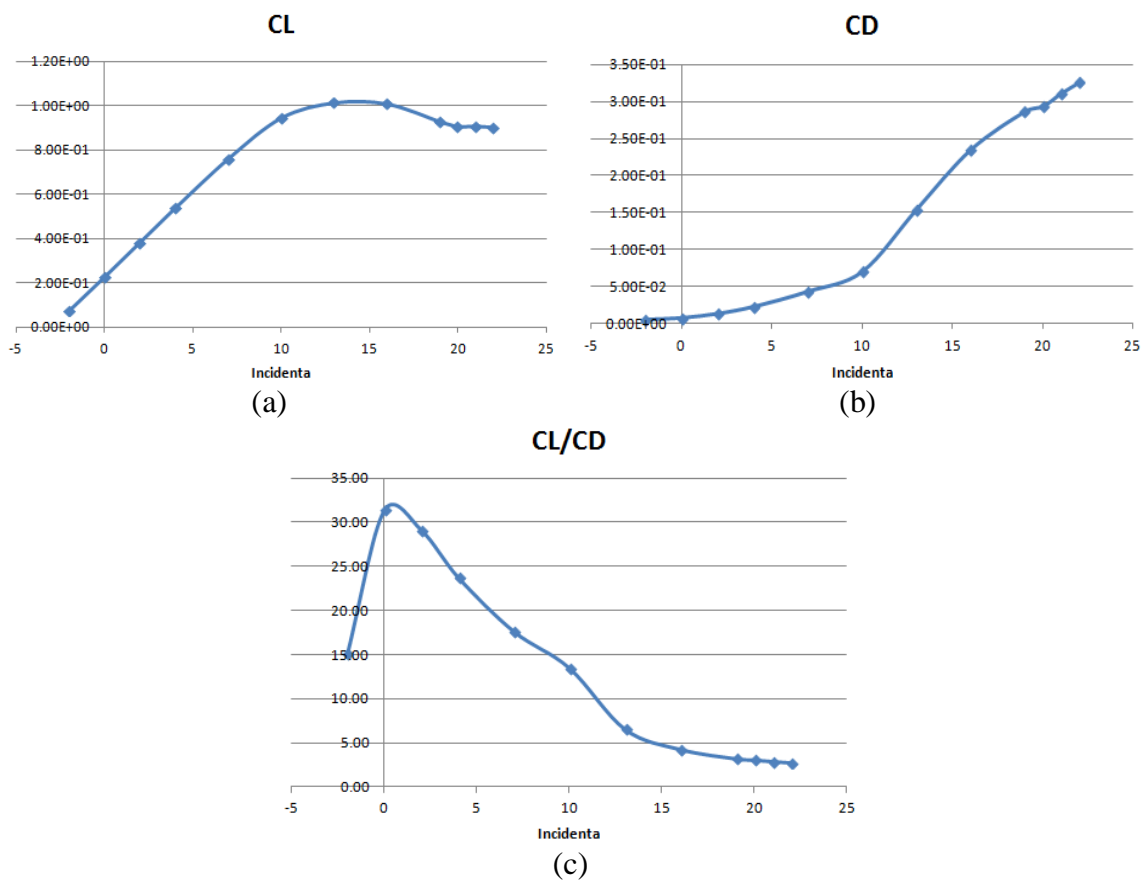 CL
1.20E+00
1.00E+00
8.00E-01
6.00E-01
4.00E-01
2.00E-01
0.00E+00
-5 0 5 10 15 20 25
Incidenta
(a)
CD
3.50E-01
3.00E-01
2.50E-01
2.00E-01
1.50E-01
1.00E-01
5.00E-02
0.00E+00
-5 0 5 10 15 20 25
Incidenta
(b)
CL/CD
35.00
30.00
25.00
20.00
15.00
10.00
5.00
0.00
-5 0 5 10 15 20 25
Incidenta
(c)